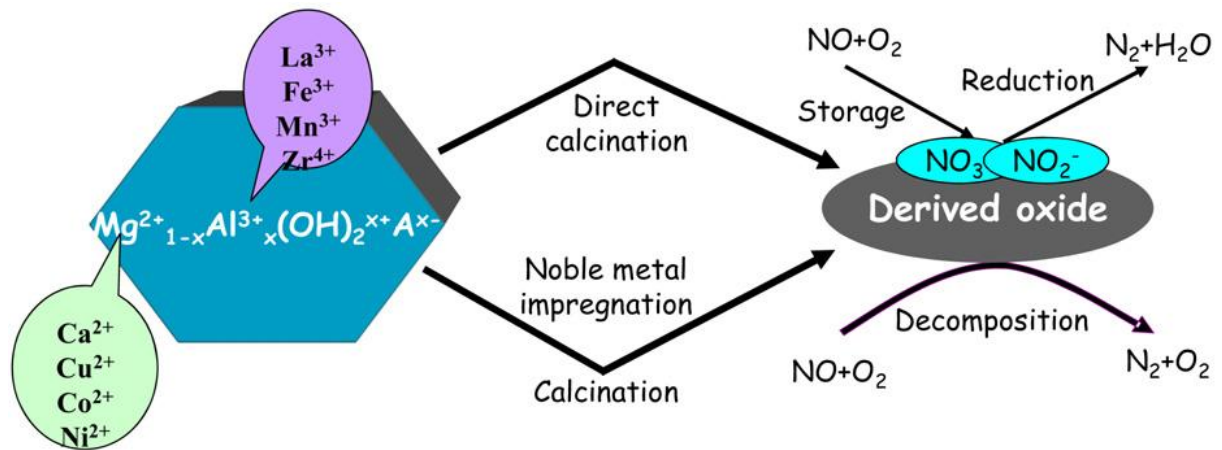 La³⁺
Fe³⁺
Mn³⁺
Zr⁴⁺
Mg²⁺₁₋ₓAl³⁺ₓ(OH)₂ˣ⁺Aˣ⁻
Ca²⁺
Cu²⁺
Co²⁺
Ni²⁺
Direct
calcination
Noble metal
impregnation
Calcination
NO+O₂
N₂+H₂O
Storage
Reduction
NO₃
NO₂⁻
Derived oxide
Decomposition
NO+O₂
N₂+O₂